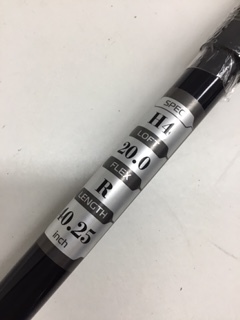 SPEC
H4
LOFT
20.0
FLEX
R
LENGTH
40.25
Inch